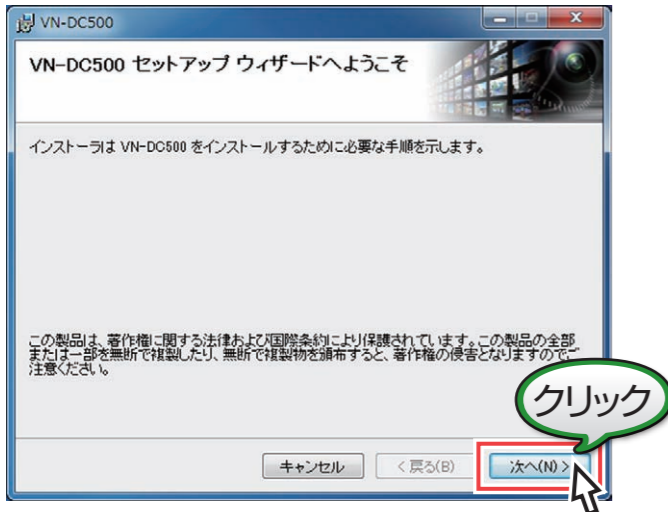 VN-DC500
VN-DC500 セットアップ ウィザードへようこそ
インストーラは VN-DC500 をインストールするために必要な手順を示します。
この製品は、著作権に関する法律および国際条約により保護されています。この製品の全部
または一部を無断で複製したり、無断で複製物を頒布すると、著作権の侵害となりますのでご
注意ください。
クリック
キャンセル
< 戻る(B)
次へ(N) >